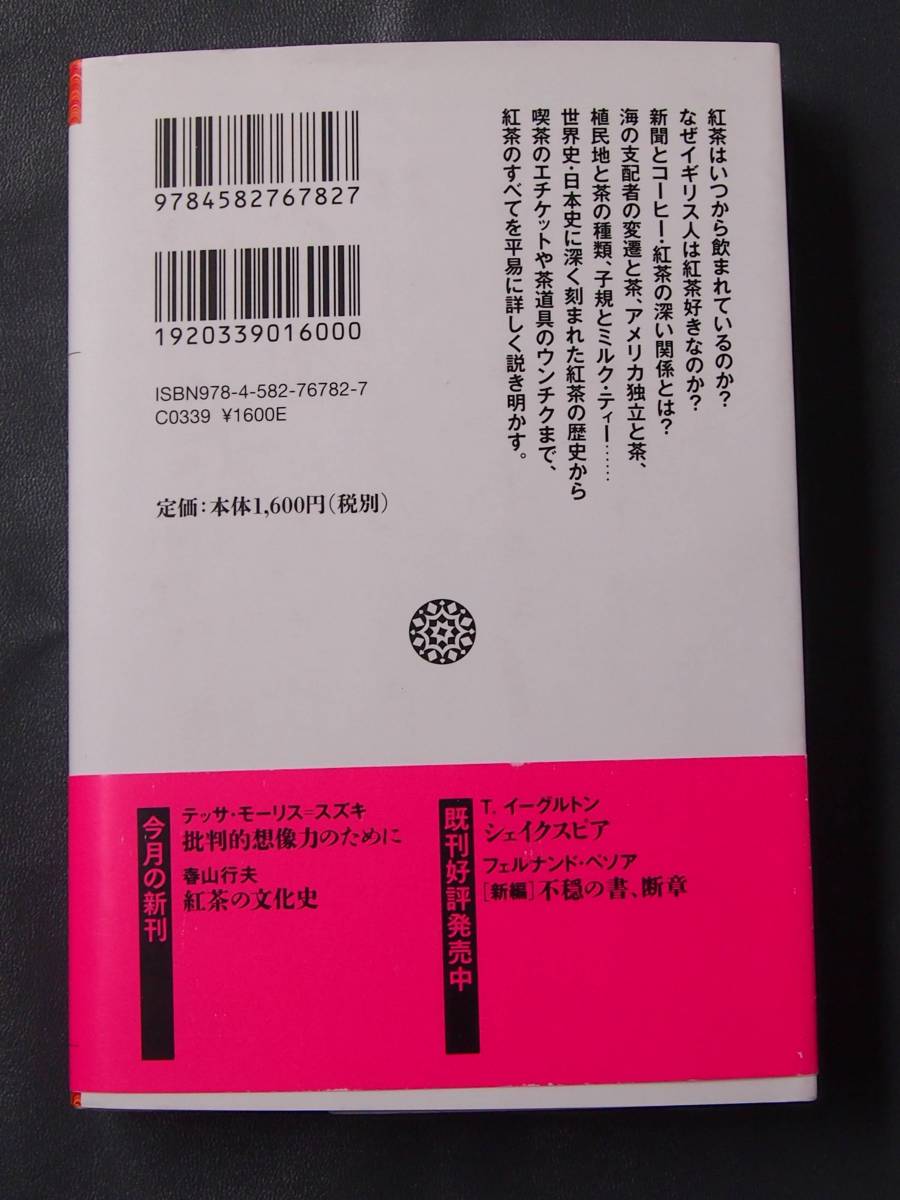 紅茶はいつから飲まれているのか?
なぜイギリス人は紅茶好きなのか?
新聞とコーヒー・紅茶の深い関係とは?
海の支配者の変遷と茶、アメリカ独立と茶、
植民地と茶の種類、子規とミルク・ティー……
世界史・日本史に深く刻まれた紅茶の歴史から
喫茶のエチケットや茶道具のウンチクまで、
紅茶のすべてを平易に詳しく説き明かす。
9784582767827
1920339016000
ISBN978-4-582-76782-7
C0339 ¥1600E
定価:本体1,600円(税別)
今月の新刊
テッサ・モーリス=スズキ
批判的想像力のために
春山行夫
紅茶の文化史
既刊好評発売中
T. イーグルトン
シェイクスピア
フェルナンド・ペソア
[新編]不穏の書、断章